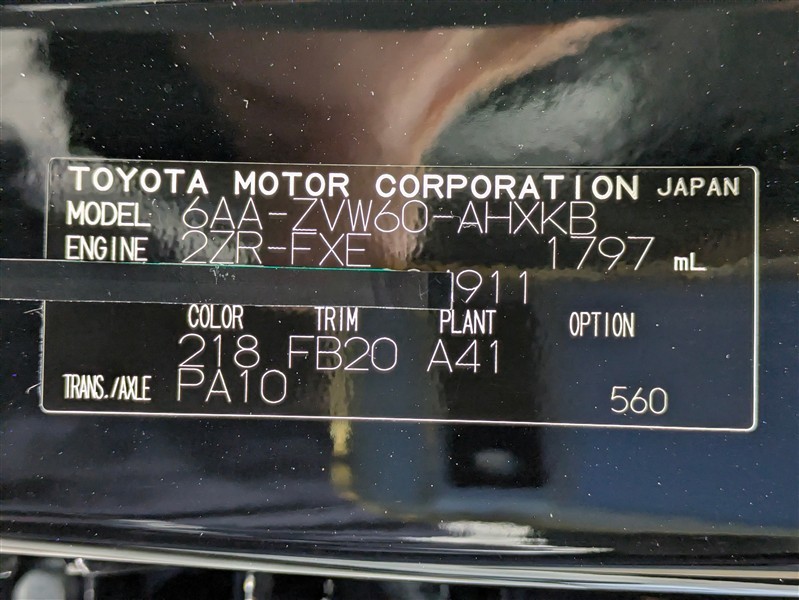 TOYOTA MOTOR CORPORATION JAPAN
MODEL 6AA-ZVW60-AHXKB
ENGINE 2ZR-FXE 1797 mL
911
COLOR TRIM PLANT OPTION
218 FB20 A41
TRANS./AXLE PA10 560